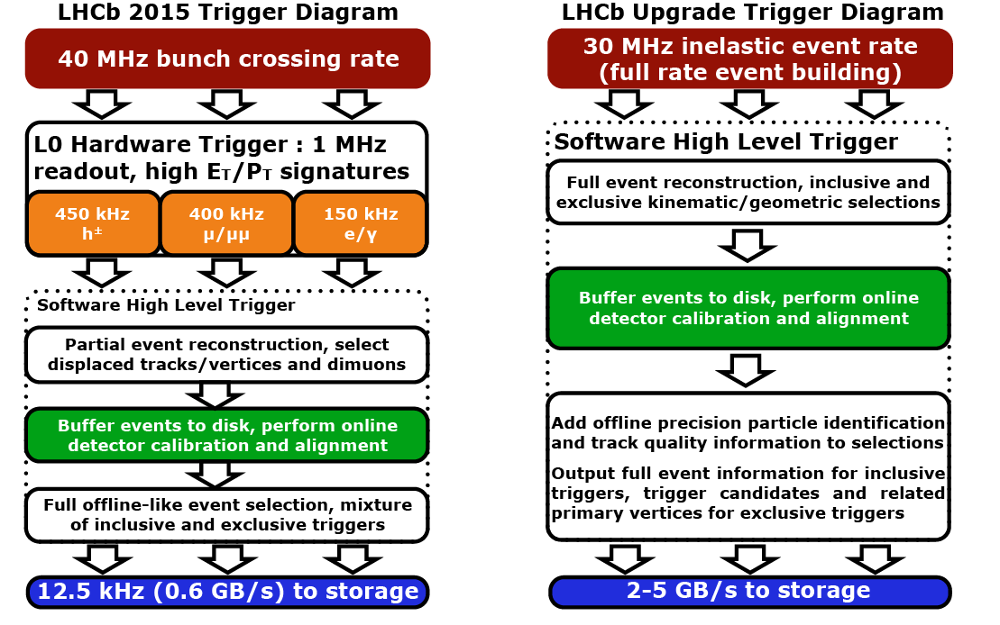 LHCb 2015 Trigger Diagram
40 MHz bunch crossing rate
L0 Hardware Trigger : 1 MHz
readout, high ET/PT signatures
450 kHz
h±
400 kHz
μ/μμ
150 kHz
e/γ
Software High Level Trigger
Partial event reconstruction, select
displaced tracks/vertices and dimuons
Buffer events to disk, perform online
detector calibration and alignment
Full offline-like event selection, mixture
of inclusive and exclusive triggers
12.5 kHz (0.6 GB/s) to storage
LHCb Upgrade Trigger Diagram
30 MHz inelastic event rate
(full rate event building)
Software High Level Trigger
Full event reconstruction, inclusive and
exclusive kinematic/geometric selections
Buffer events to disk, perform online
detector calibration and alignment
Add offline precision particle identification
and track quality information to selections
Output full event information for inclusive
triggers, trigger candidates and related
primary vertices for exclusive triggers
2-5 GB/s to storage